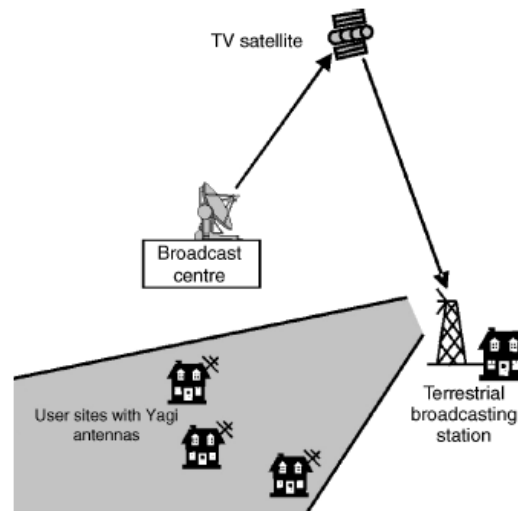 TV satellite
Broadcast
centre
User sites with Yagi
antennas
Terrestrial
broadcasting
station